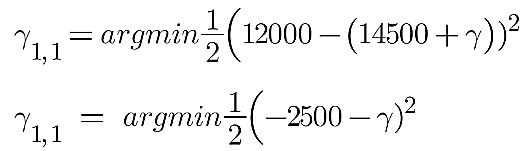 γ₁,₁ = argmin 1/2 (12000 − (14500 + γ))²
γ₁,₁ = argmin 1/2 (−2500 − γ)²